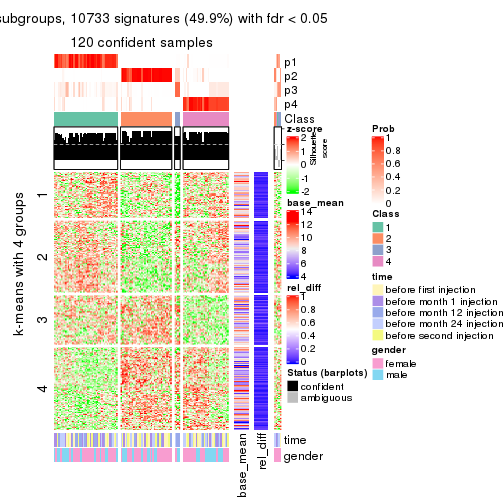 subgroups, 10733 signatures (49.9%) with fdr < 0.05
120 confident samples
p1
p2
p3
p4
Class
Silhouette
score
k-means with 4 groups
1
2
3
4
time
gender
base_mean
rel_diff
z-score
2
1
0
-1
-2
base_mean
14
12
10
8
6
4
rel_diff
1
0.8
0.6
0.4
0.2
0
Status (barplots)
confident
ambiguous
Prob
1
0.8
0.6
0.4
0.2
0
Class
1
2
3
4
time
before first injection
before month 1 injection
before month 12 injection
before month 24 injection
before second injection
gender
female
male